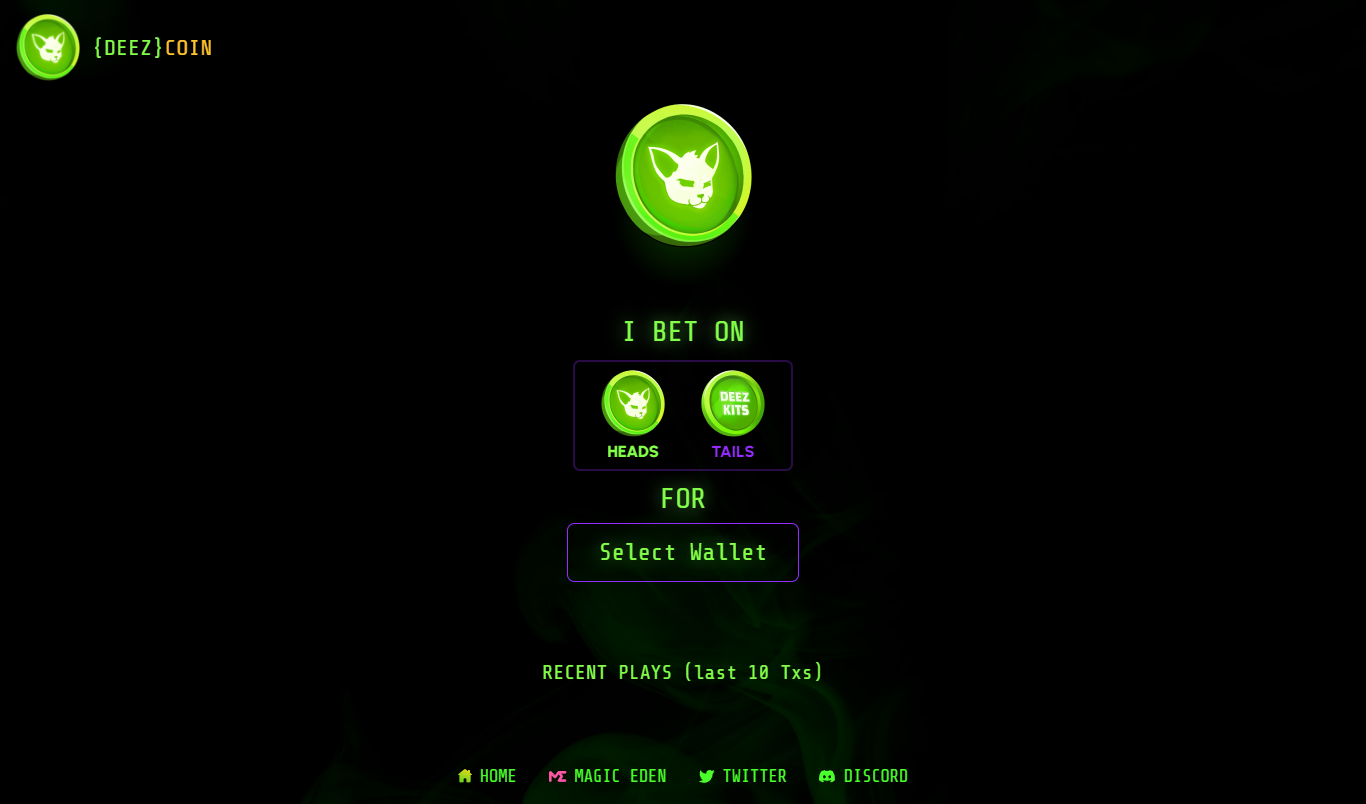 {DEEZ}COIN
I BET ON
DEEZ
KITS
HEADS TAILS
FOR
Select Wallet
RECENT PLAYS (last 10 Txs)
HOME MAGIC EDEN TWITTER DISCORD